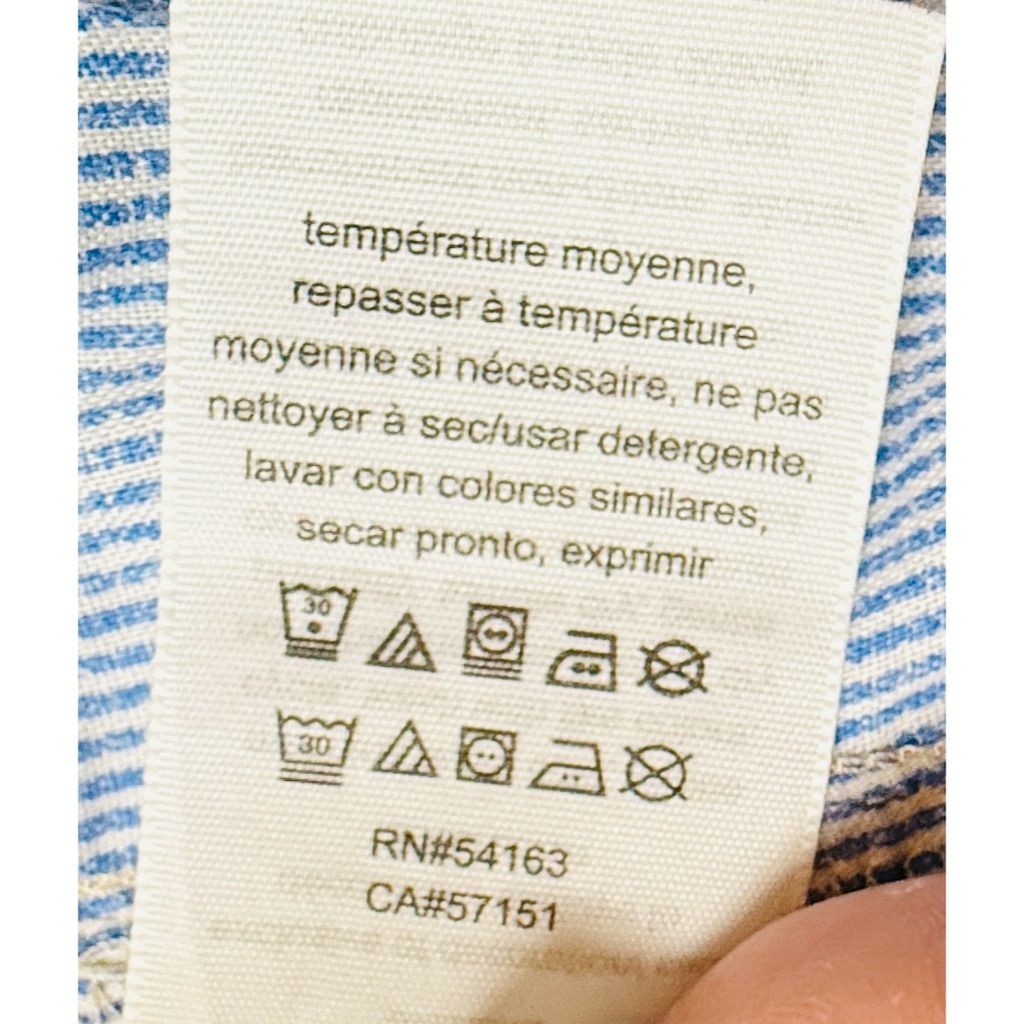 température moyenne,
repasser à température
moyenne si nécessaire, ne pas
nettoyer à sec/usar detergente,
lavar con colores similares,
secar pronto, exprimir
30
30
RN#54163
CA#57151